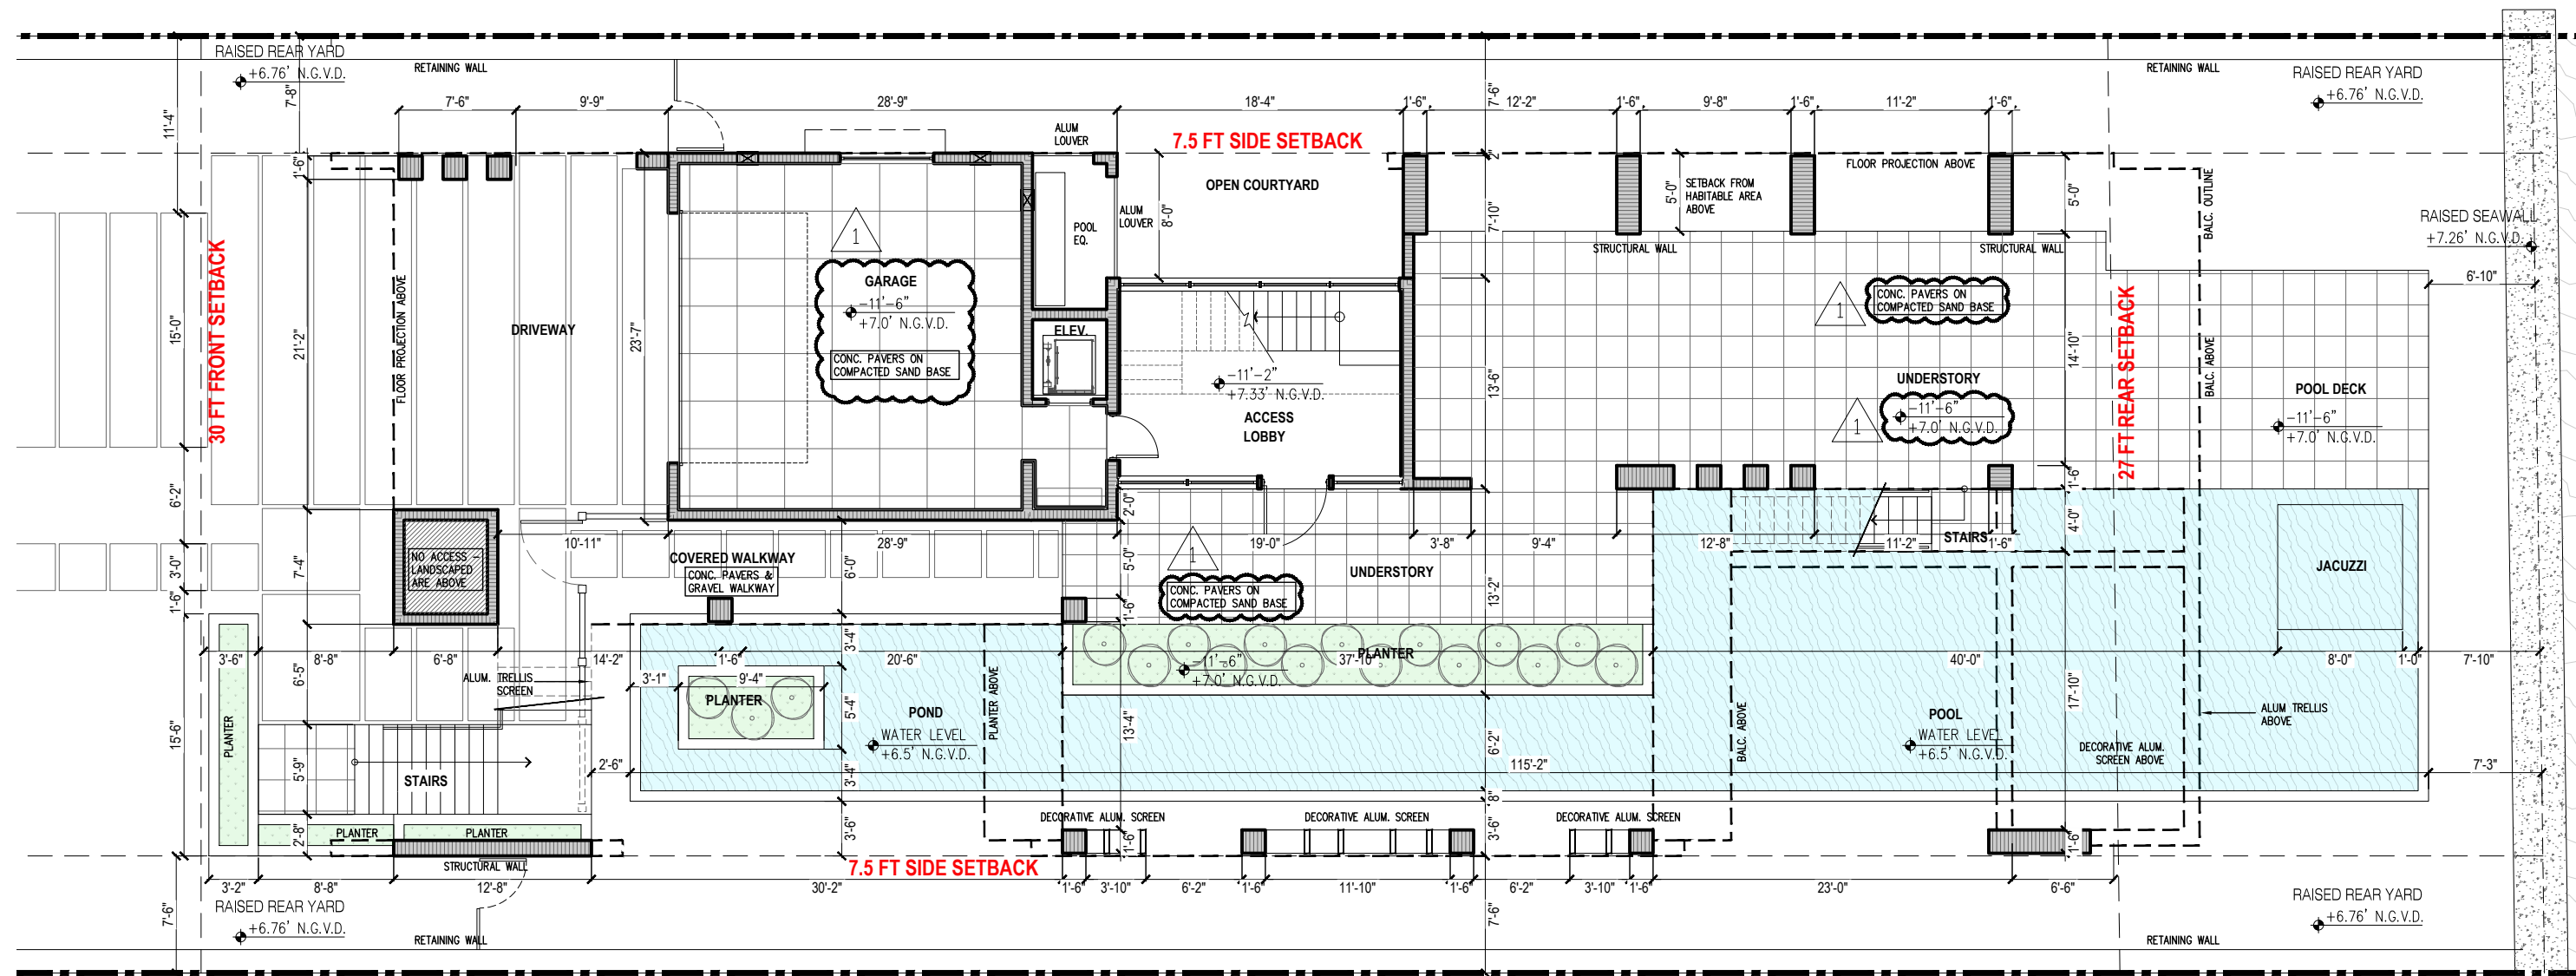 RAISED REAR YARD
+6.76' N.G.V.D.
RETAINING WALL
RETAINING WALL
RAISED REAR YARD
+6.76' N.G.V.D.
7'-8"
11'-4"
7'-6"
9'-9"
28'-9"
18'-4"
1'-6"
7'-6"
12'-2"
1'-6"
9'-8"
1'-6"
11'-2"
1'-6"
ALUM
LOUVER
7.5 FT SIDE SETBACK
2"
1'-6"
FLOOR PROJECTION ABOVE
OPEN COURTYARD
5'-0"
SETBACK FROM
HABITABLE AREA
ABOVE
5'-0"
BALC. OUTLINE
ALUM
LOUVER
8'-0"
7'-10"
POOL
EQ.
RAISED SEAWALL
+7.26' N.G.V.D.
STRUCTURAL WALL
STRUCTURAL WALL
6'-10"
30 FT FRONT SETBACK
15'-0"
21'-2"
FLOOR PROJECTION ABOVE
DRIVEWAY
23'-7"
1
GARAGE
-11'-6"
+7.0' N.G.V.D.
CONC. PAVERS ON
COMPACTED SAND BASE
ELEV.
-11'-2"
+7.33' N.G.V.D.
ACCESS
LOBBY
13'-6"
1
CONC. PAVERS ON
COMPACTED SAND BASE
14'-10"
UNDERSTORY
1
-11'-6"
+7.0' N.G.V.D.
27 FT REAR SETBACK
BALC. ABOVE
POOL DECK
-11'-6"
+7.0' N.G.V.D.
6'-2"
2'-0"
1'-6"
4'-0"
10'-11"
28'-9"
19'-0"
3'-8"
9'-4"
12'-8"
11'-2"
STAIRS
1'-6"
NO ACCESS -
LANDSCAPED
ARE ABOVE
7'-4"
3'-0"
1'-6"
COVERED WALKWAY
CONC. PAVERS &
GRAVEL WALKWAY
6'-0"
5'-0"
1
1'-6"
CONC. PAVERS ON
COMPACTED SAND BASE
UNDERSTORY
13'-2"
JACUZZI
3'-6"
8'-8"
6'-8"
14'-2"
1'-6"
3'-4"
20'-6"
PLANTER
37'-10"
-11'-6"
+7.0' N.G.V.D.
40'-0"
8'-0"
1'-0"
7'-10"
6'-5"
ALUM. TRELLIS
SCREEN
3'-1"
9'-4"
PLANTER
5'-4"
POND
WATER LEVEL
+6.5' N.G.V.D.
PLANTER ABOVE
13'-4"
6'-2"
BALC. ABOVE
POOL
WATER LEVEL
+6.5' N.G.V.D.
17'-10"
DECORATIVE ALUM.
SCREEN ABOVE
ALUM TRELLIS
ABOVE
15'-6"
PLANTER
5'-9"
STAIRS
2'-6"
3'-4"
115'-2"
7'-3"
8"
2'-8"
PLANTER
PLANTER
3'-6"
DECORATIVE ALUM. SCREEN
DECORATIVE ALUM. SCREEN
DECORATIVE ALUM. SCREEN
1'-6"
3'-6"
1'-6"
STRUCTURAL WALL
7.5 FT SIDE SETBACK
3'-2"
8'-8"
12'-8"
30'-2"
1'-6"
3'-10"
6'-2"
1'-6"
11'-10"
1'-6"
6'-2"
3'-10"
1'-6"
23'-0"
6'-6"
7'-6"
RAISED REAR YARD
+6.76' N.G.V.D.
7'-6"
RAISED REAR YARD
+6.76' N.G.V.D.
RETAINING WALL
RETAINING WALL